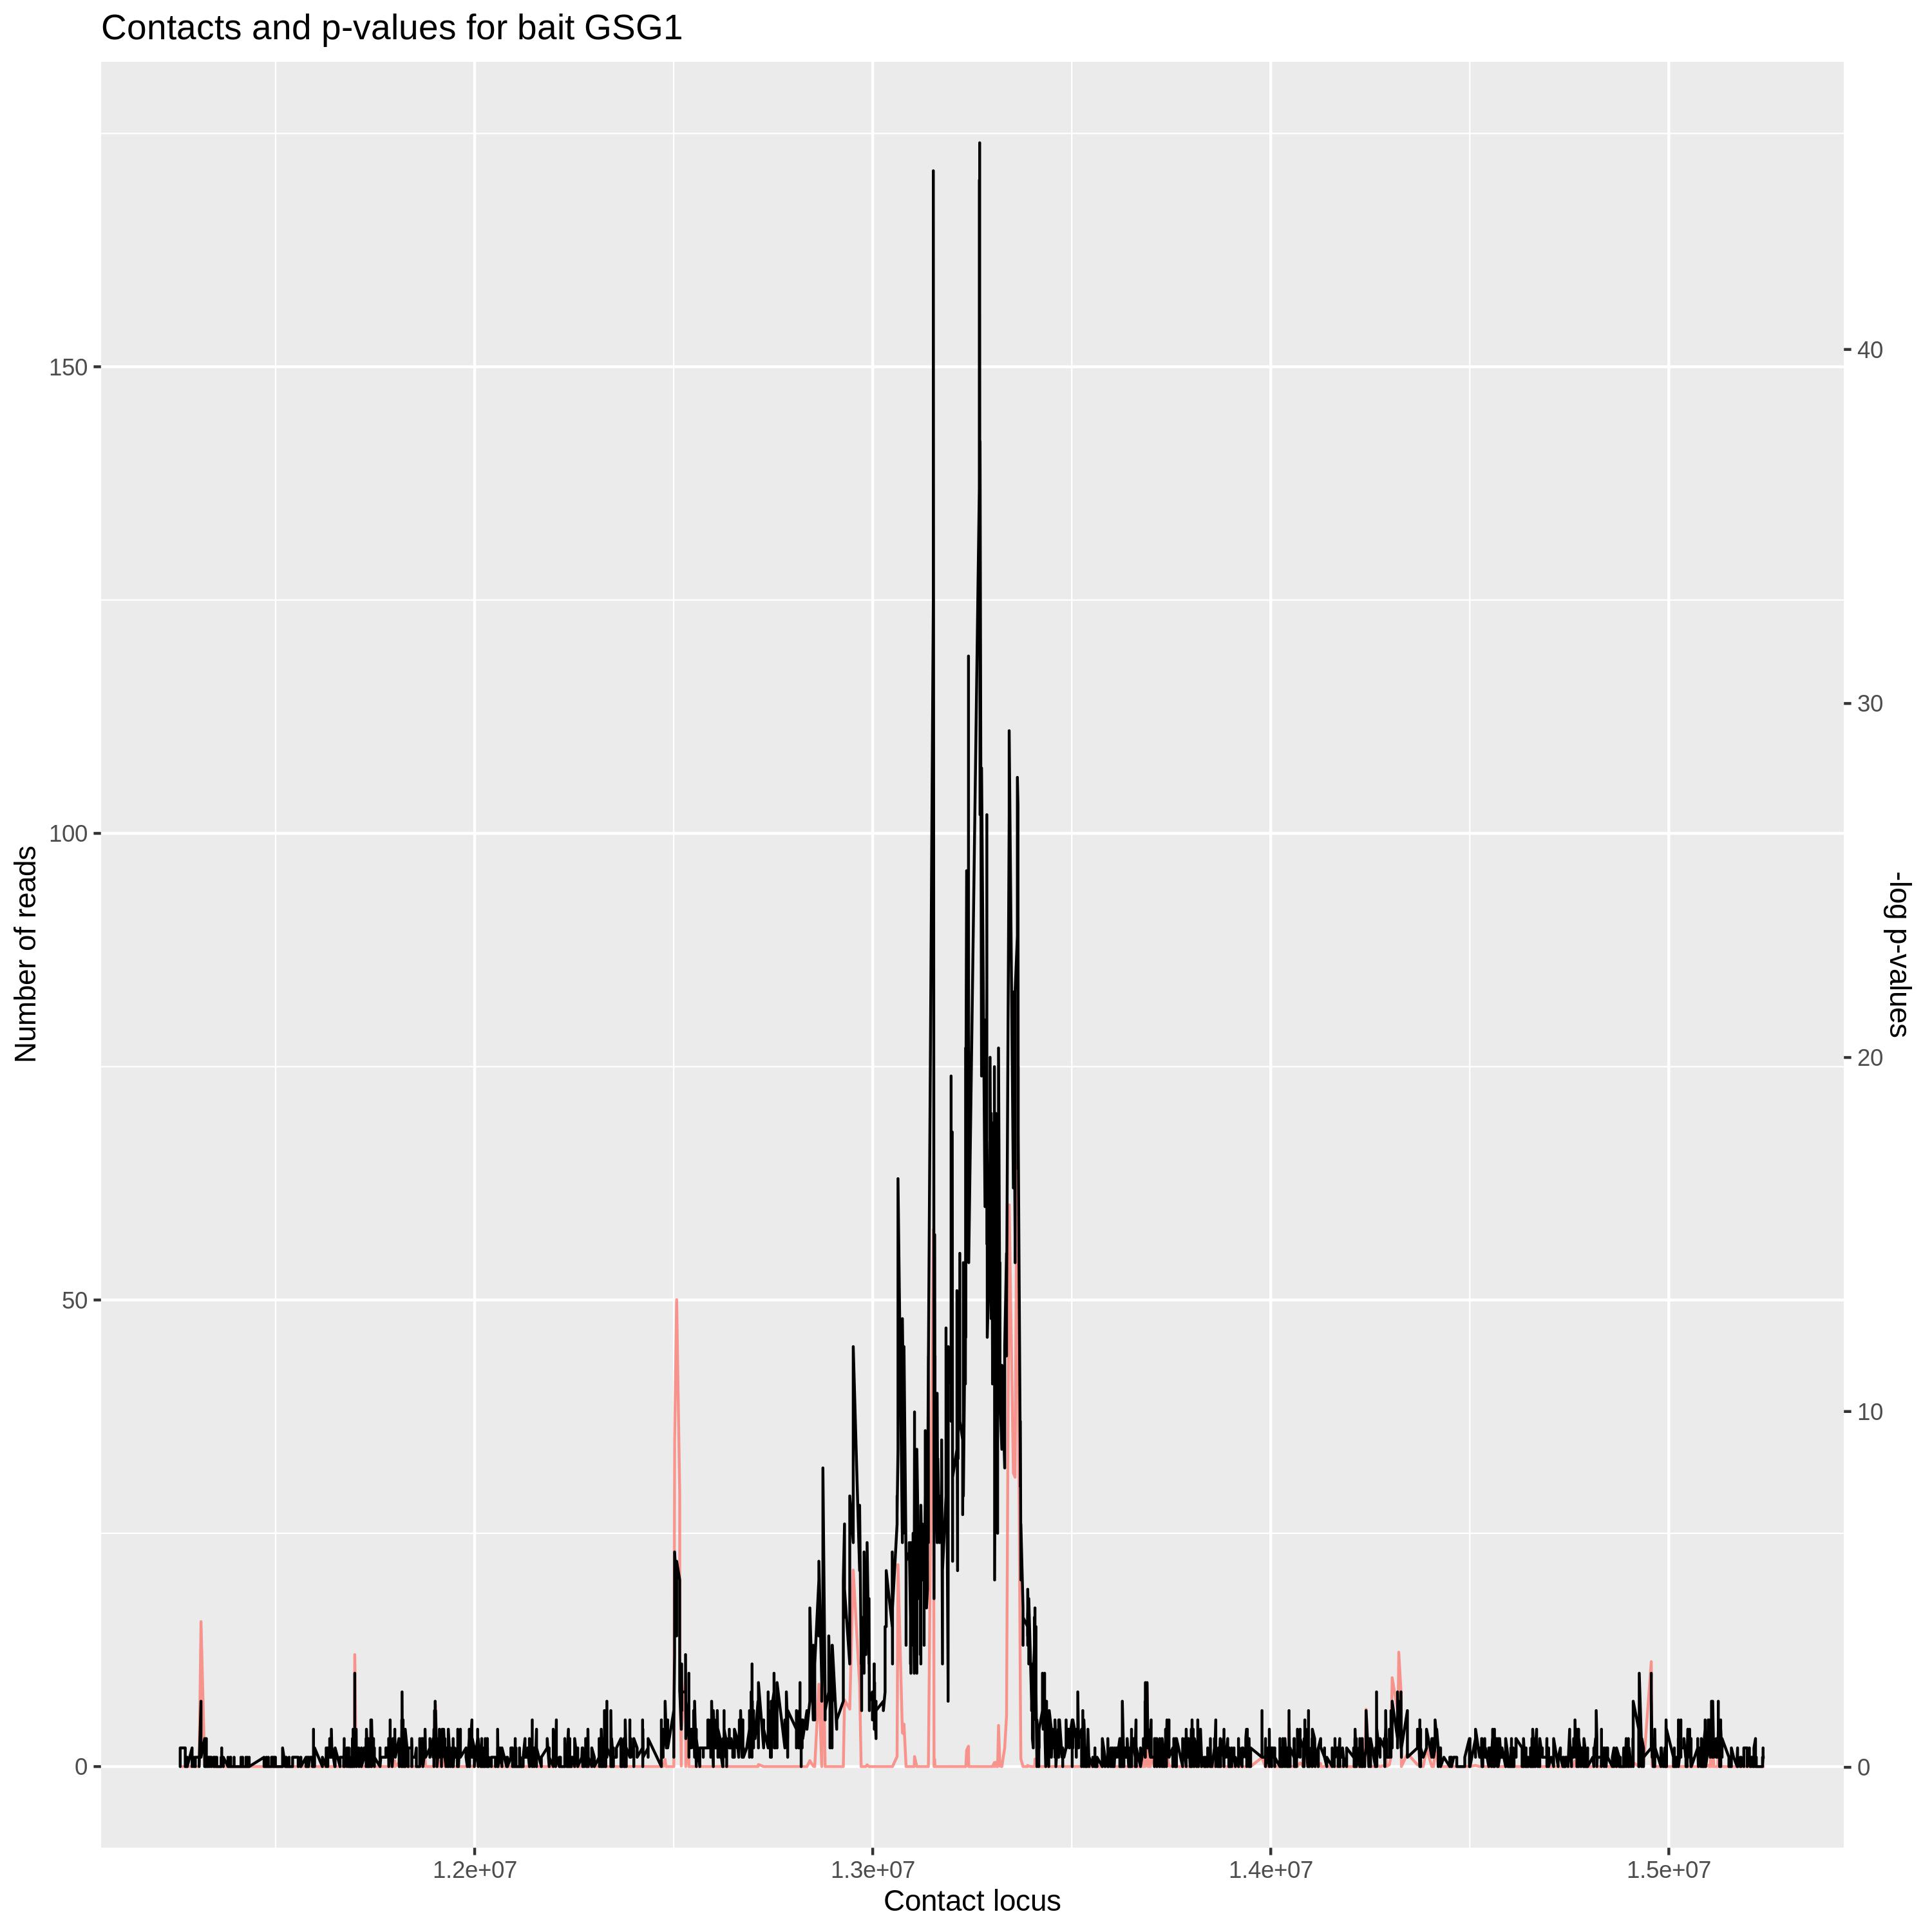 Contacts and p-values for bait GSG1
150
100
50
0
Number of reads
40
30
20
10
0
-log p-values
1.2e+07
1.3e+07
1.4e+07
1.5e+07
Contact locus